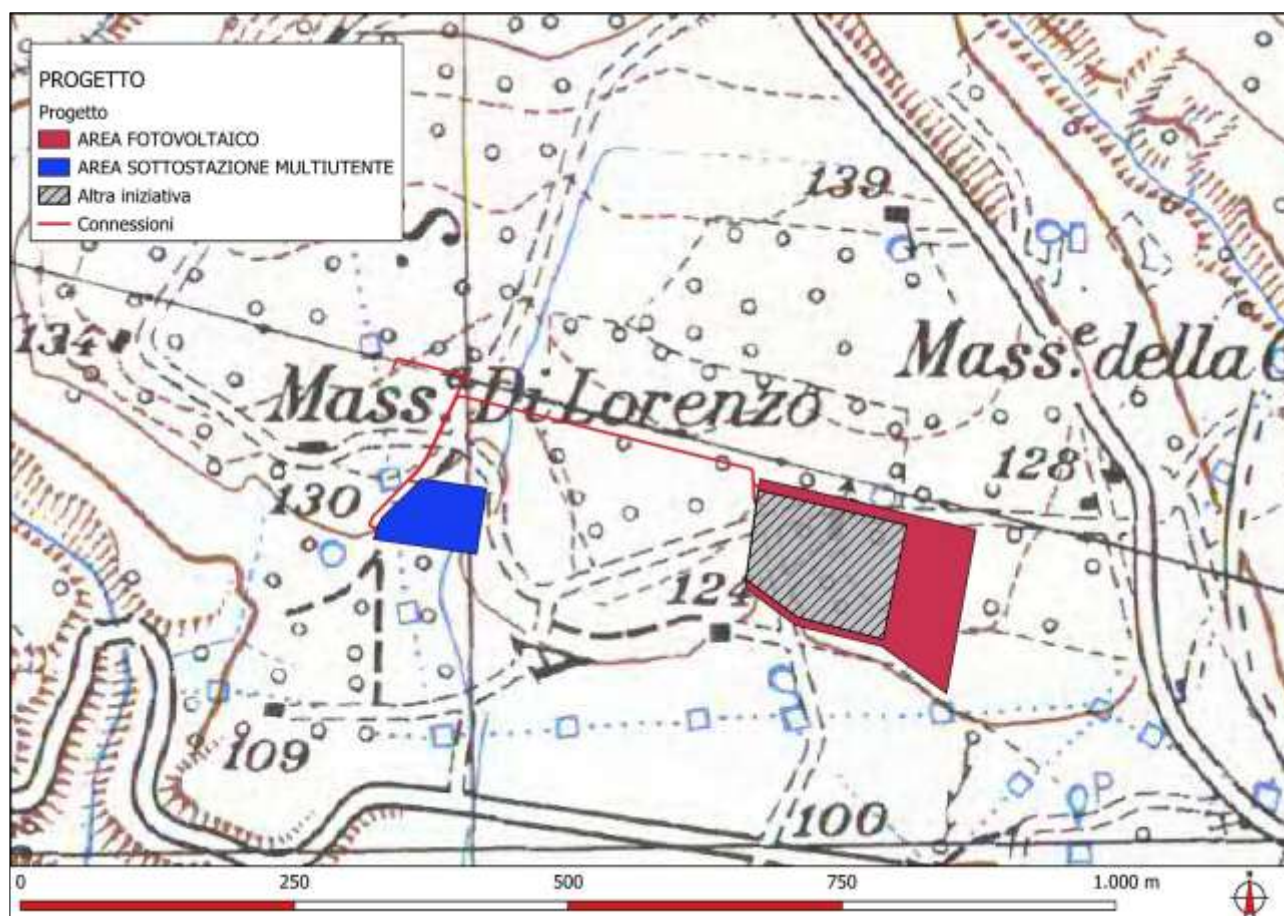 PROGETTO
Progetto
AREA FOTOVOLTAICO
AREA SOTTOSTAZIONE MULTIUTENTE
Altra iniziativa
Connessioni
139
134
Mass.ᵉ della
Mass. Di Lorenzo
128
130
124
109
100
P
0 250 500 750 1.000 m